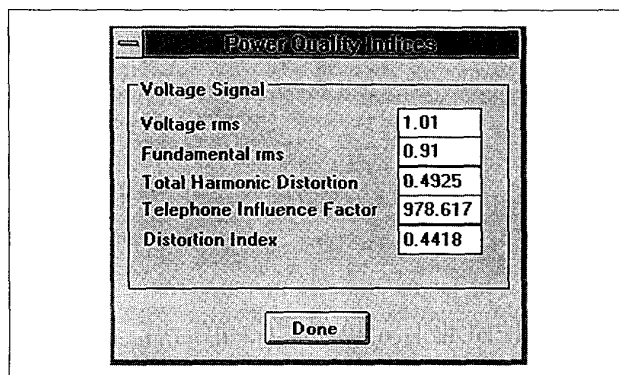 Power Quality Indices
Voltage Signal
Voltage rms 1.01
Fundamental rms 0.91
Total Harmonic Distortion 0.4925
Telephone Influence Factor 978.617
Distortion Index 0.4418
Done